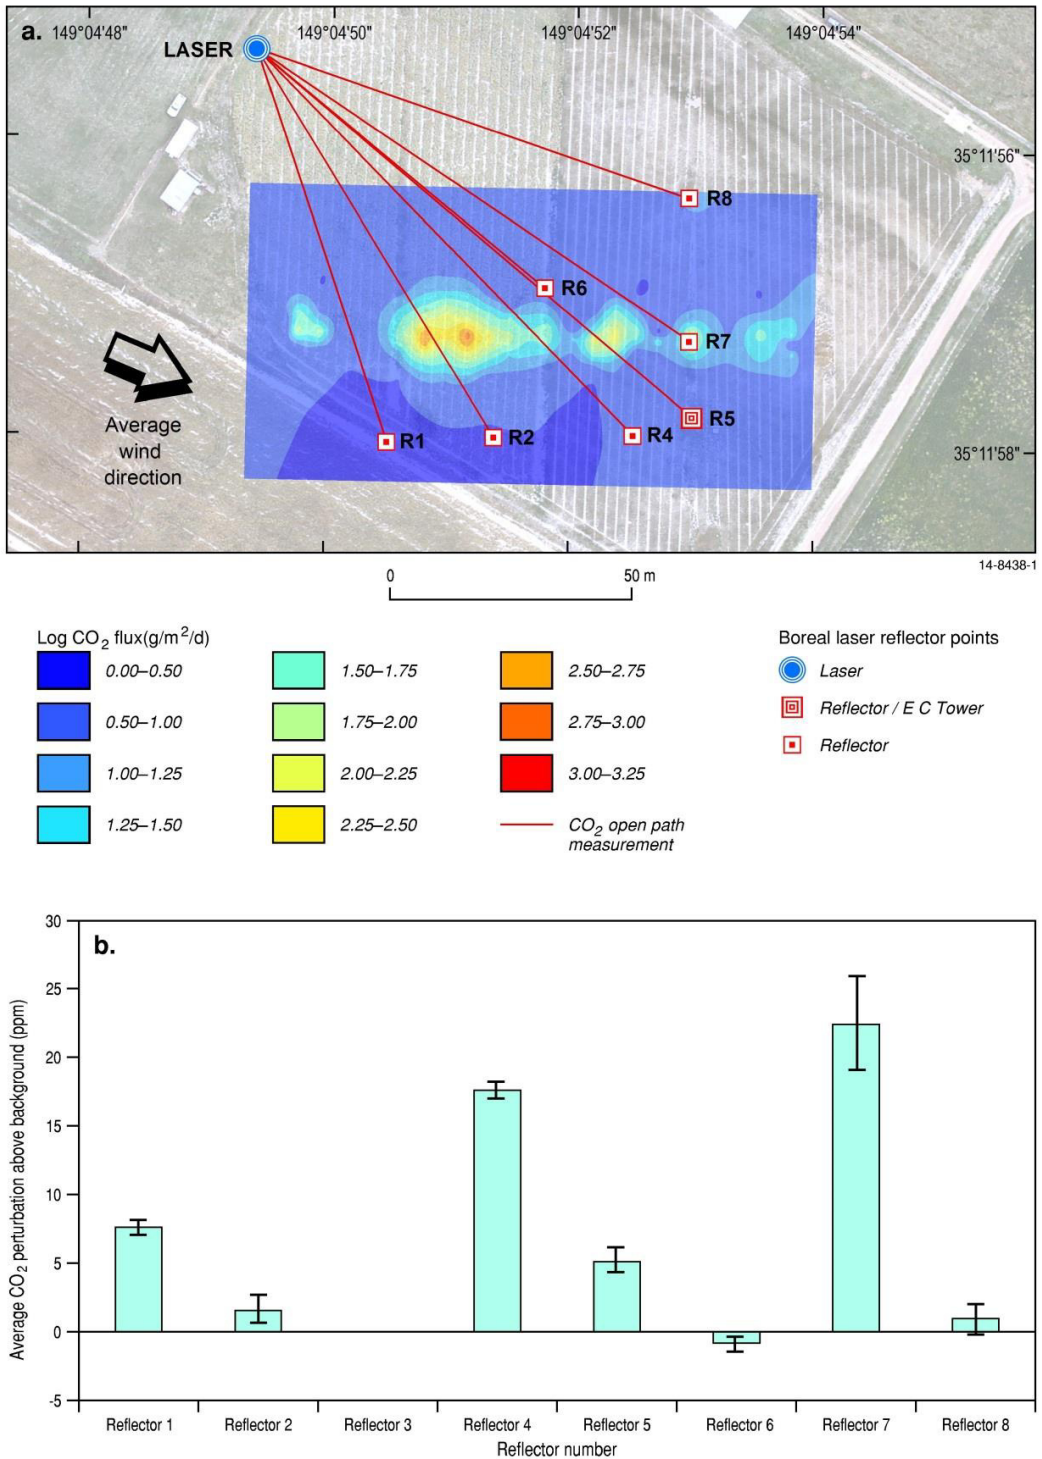 a.
149°04'48"
149°04'50"
149°04'52"
149°04'54"
LASER
35°11'56"
R8
R6
R7
R5
R4
R2
R1
Average
wind
direction
35°11'58"
14-8438-1
0
50 m
Log CO₂ flux(g/m²/d)
0.00–0.50
0.50–1.00
1.00–1.25
1.25–1.50
1.50–1.75
1.75–2.00
2.00–2.25
2.25–2.50
2.50–2.75
2.75–3.00
3.00–3.25
CO₂ open path
measurement
Boreal laser reflector points
Laser
Reflector / E C Tower
Reflector
b.
Average CO₂ perturbation above background (ppm)
30
25
20
15
10
5
0
-5
Reflector 1
Reflector 2
Reflector 3
Reflector 4
Reflector 5
Reflector 6
Reflector 7
Reflector 8
Reflector number